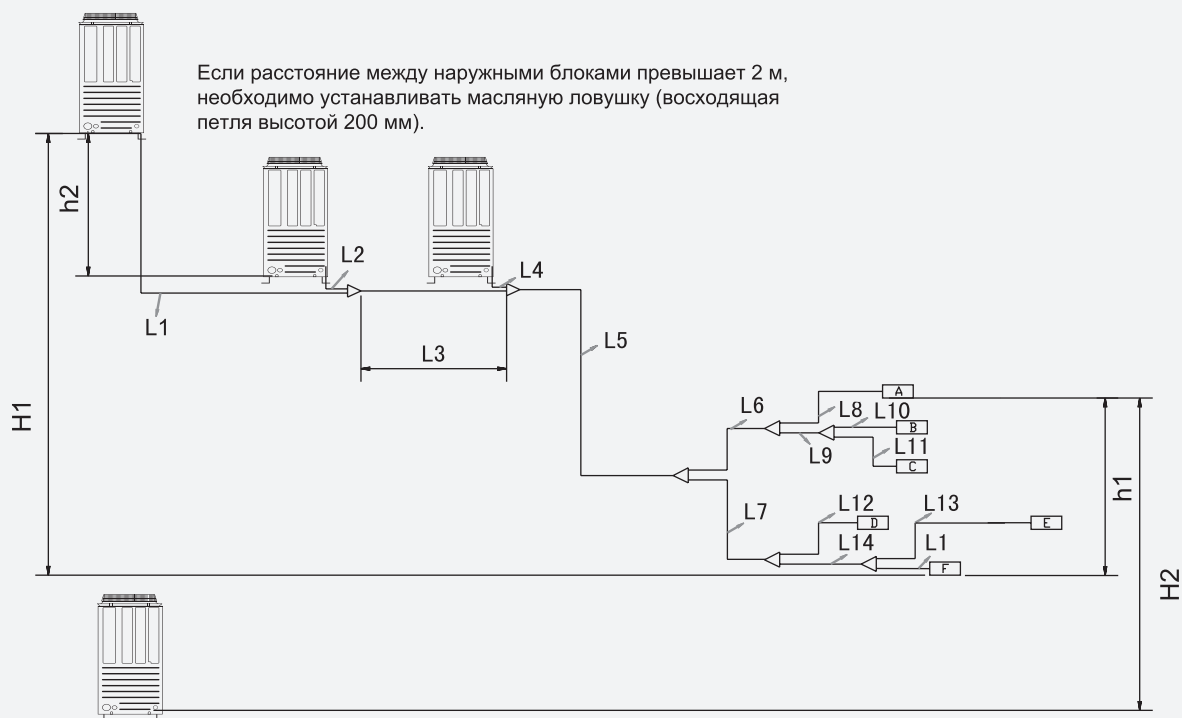 Если расстояние между наружными блоками превышает 2 м,
необходимо устанавливать масляную ловушку (восходящая
петля высотой 200 мм).
h2
L2
L4
L1
L3
L5
H1
L6
L8
A
L10
B
L9
L11
C
h1
L7
L12
D
L13
E
L14
L1
F
H2